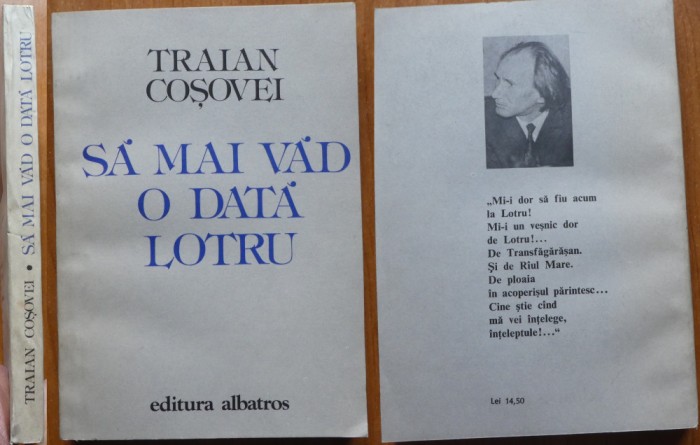 TRAIAN COȘOVEI • SĂ MAI VĂD O DATĂ LOTRU
TRAIAN
COȘOVEI
SĂ MAI VĂD
O DATĂ
LOTRU
editura albatros
„Mi-i dor să fiu acum
la Lotru!
Mi-i un veșnic dor
de Lotru!...
De Transfăgărășan.
Și de Rîul Mare.
De ploaia
în acoperișul părintesc...
Cine știe cînd
mă vei înțelege,
înțeleptule!...“
Lei 14,50